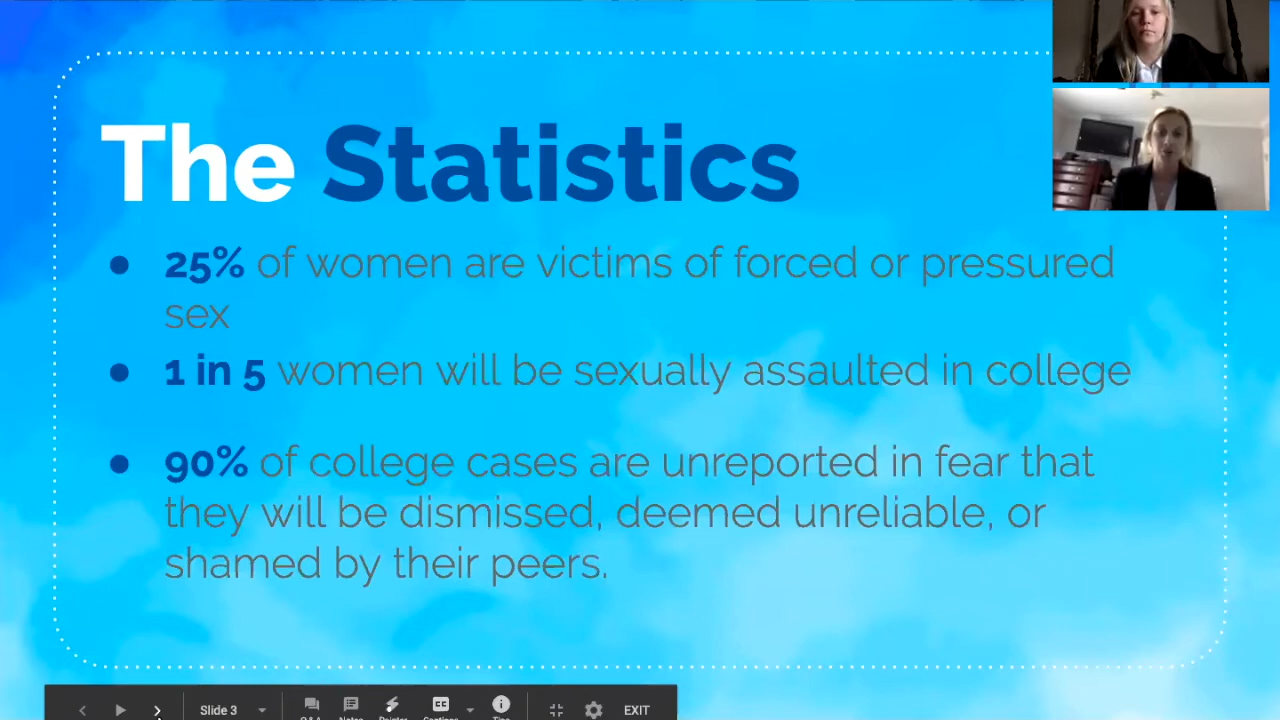 The Statistics
● 25% of women are victims of forced or pressured
sex
● 1 in 5 women will be sexually assaulted in college
● 90% of college cases are unreported in fear that
they will be dismissed, deemed unreliable, or
shamed by their peers.
Slide 3
CC
EXIT